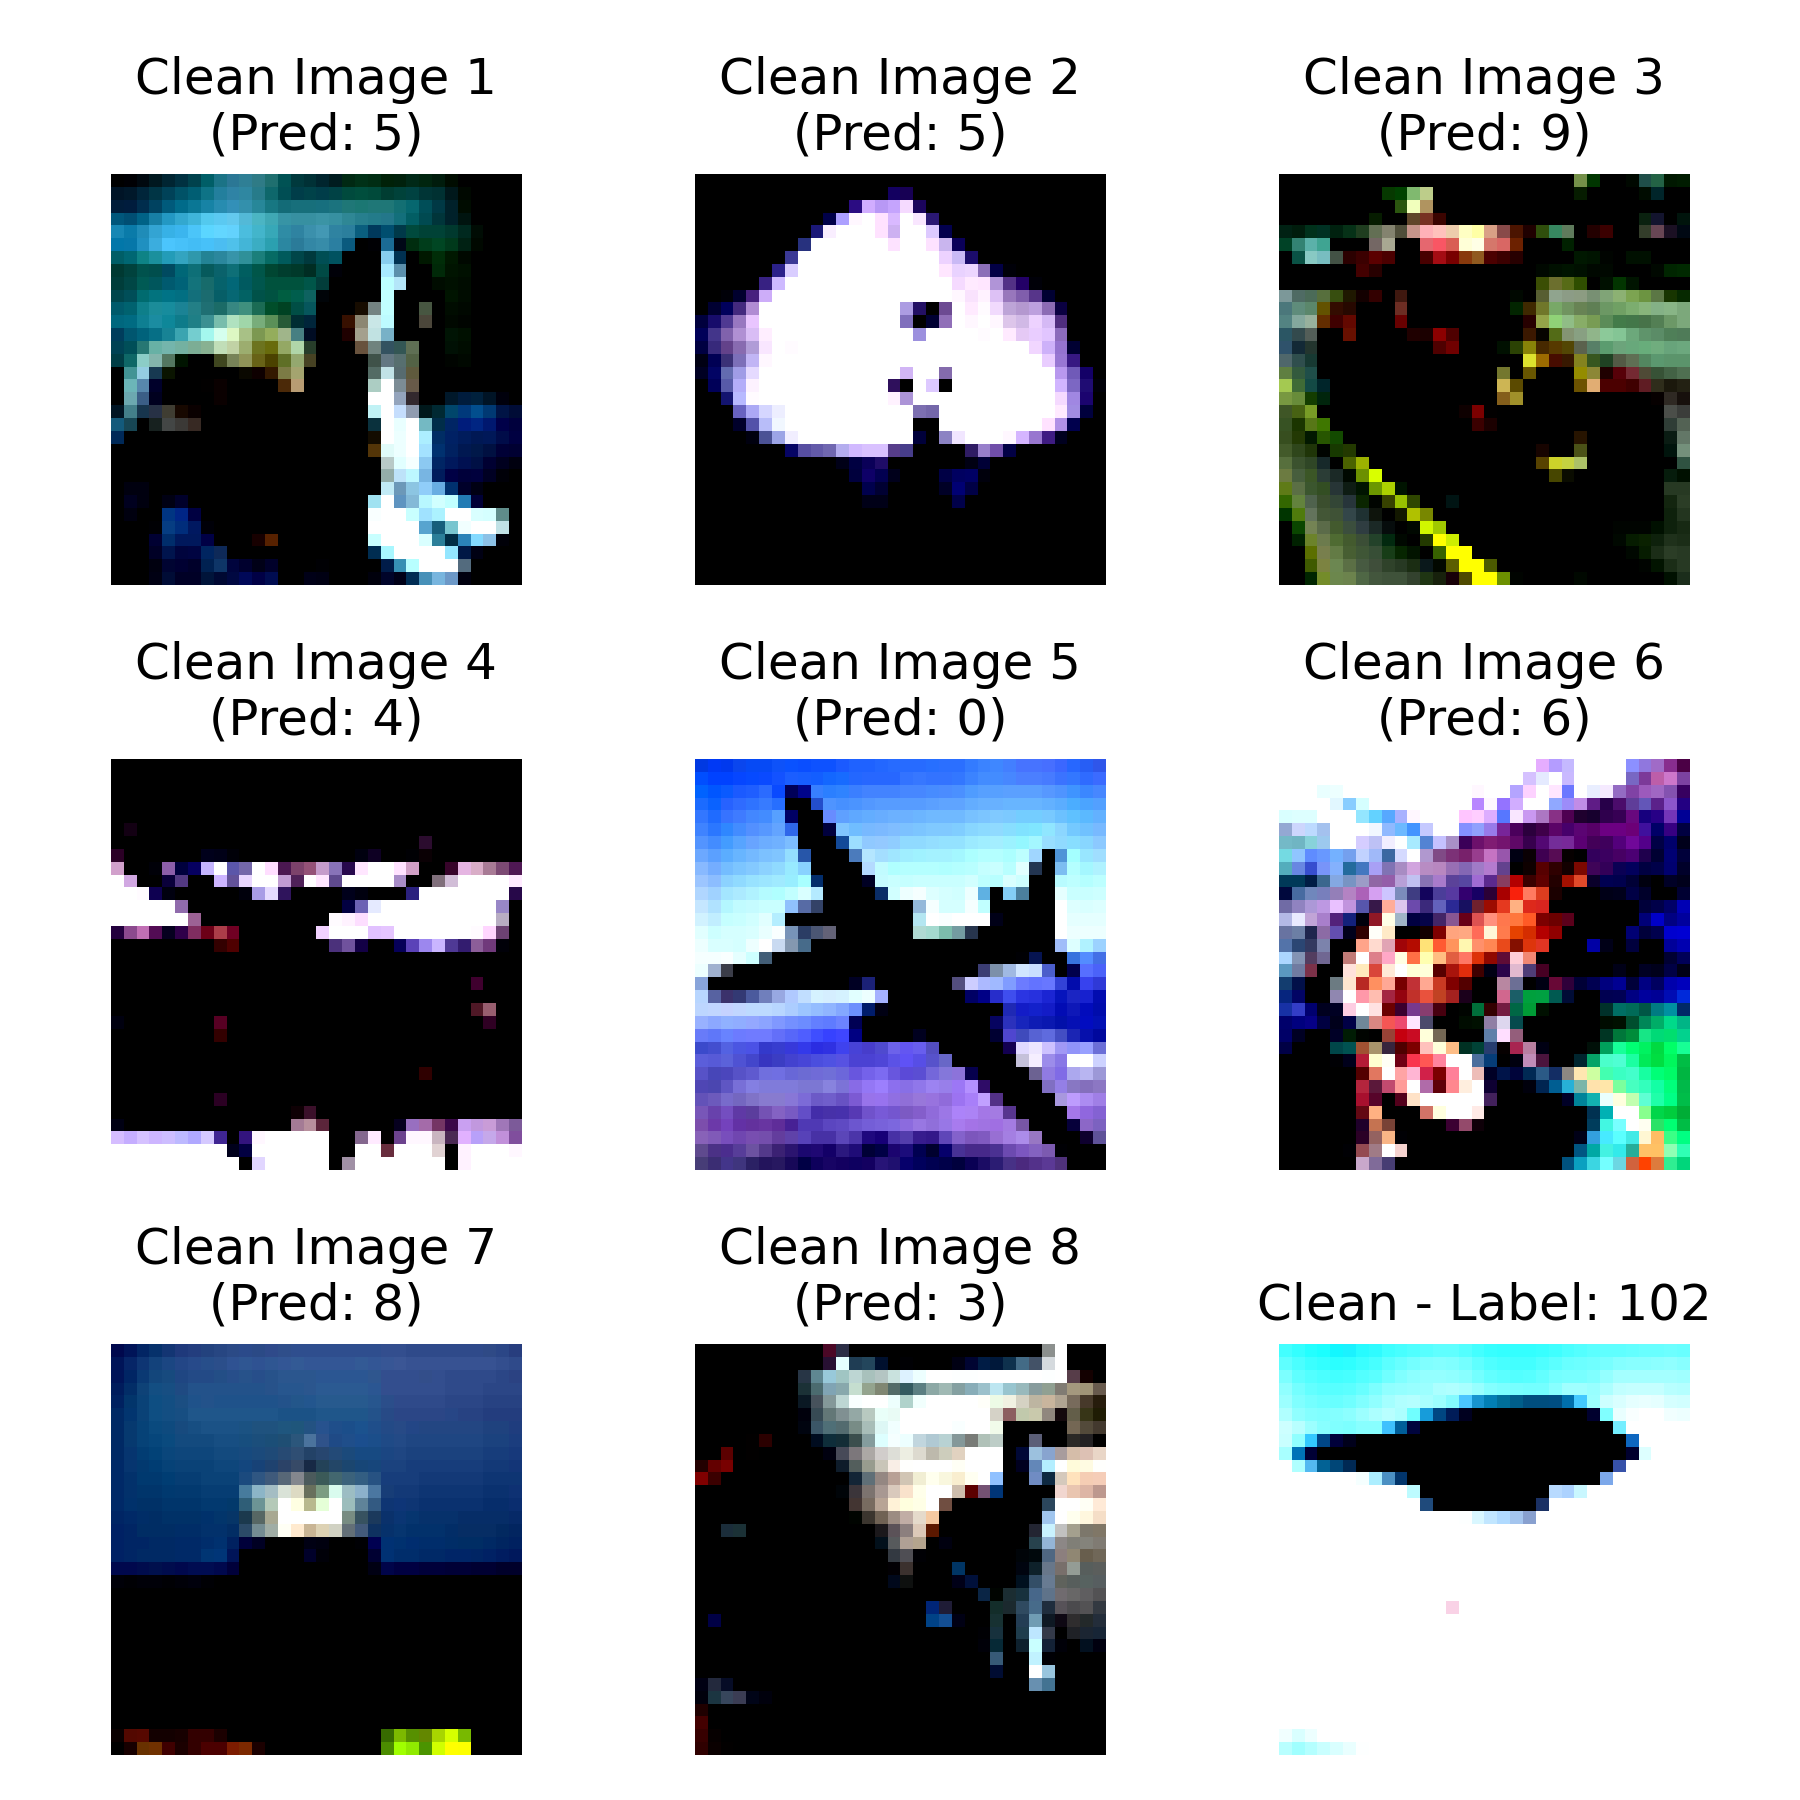 Clean Image 1
(Pred: 5)
Clean Image 2
(Pred: 5)
Clean Image 3
(Pred: 9)
Clean Image 4
(Pred: 4)
Clean Image 5
(Pred: 0)
Clean Image 6
(Pred: 6)
Clean Image 7
(Pred: 8)
Clean Image 8
(Pred: 3)
Clean - Label: 102